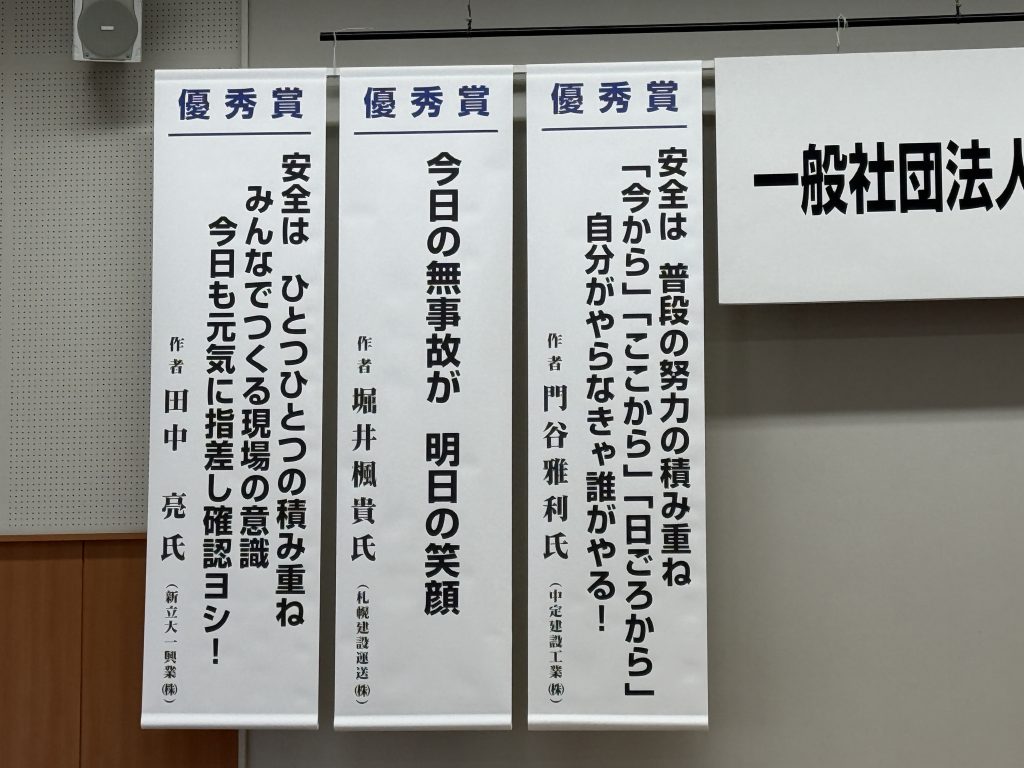 優秀賞
安全は 普段の努力の積み重ね
「今から」「ここから」「日ごろから」
自分がやらなきゃ誰がやる！
作者 門谷雅利氏（中定建設工業㈱）
優秀賞
今日の無事故が 明日の笑顔
作者 堀井楓貴氏（札幌建設運送㈱）
優秀賞
安全は ひとつひとつの積み重ね
みんなでつくる現場の意識
今日も元気に指差し確認ヨシ！
作者 田中 亮氏（新立大一興業㈱）
一般社団法人